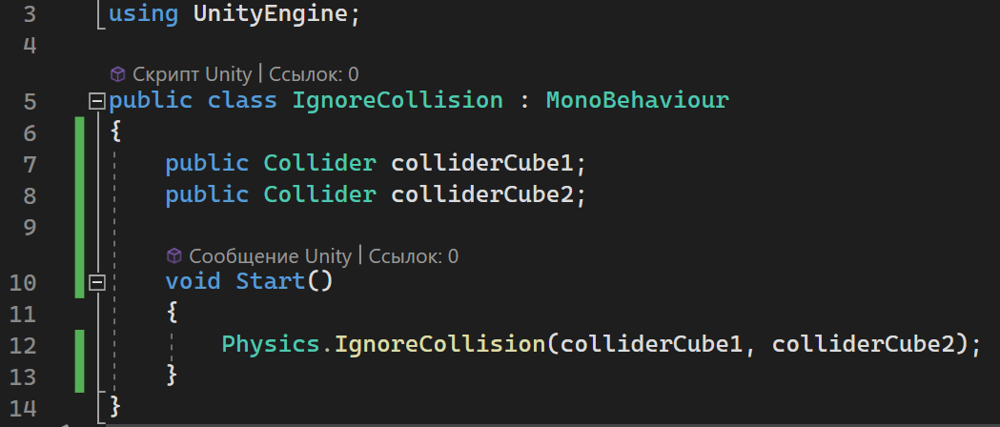 3 using UnityEngine;
4
Скрипт Unity | Ссылок: 0
5 public class IgnoreCollision : MonoBehaviour
6 {
7 public Collider colliderCube1;
8 public Collider colliderCube2;
9
Сообщение Unity | Ссылок: 0
10 void Start()
11 {
12 Physics.IgnoreCollision(colliderCube1, colliderCube2);
13 }
14 }